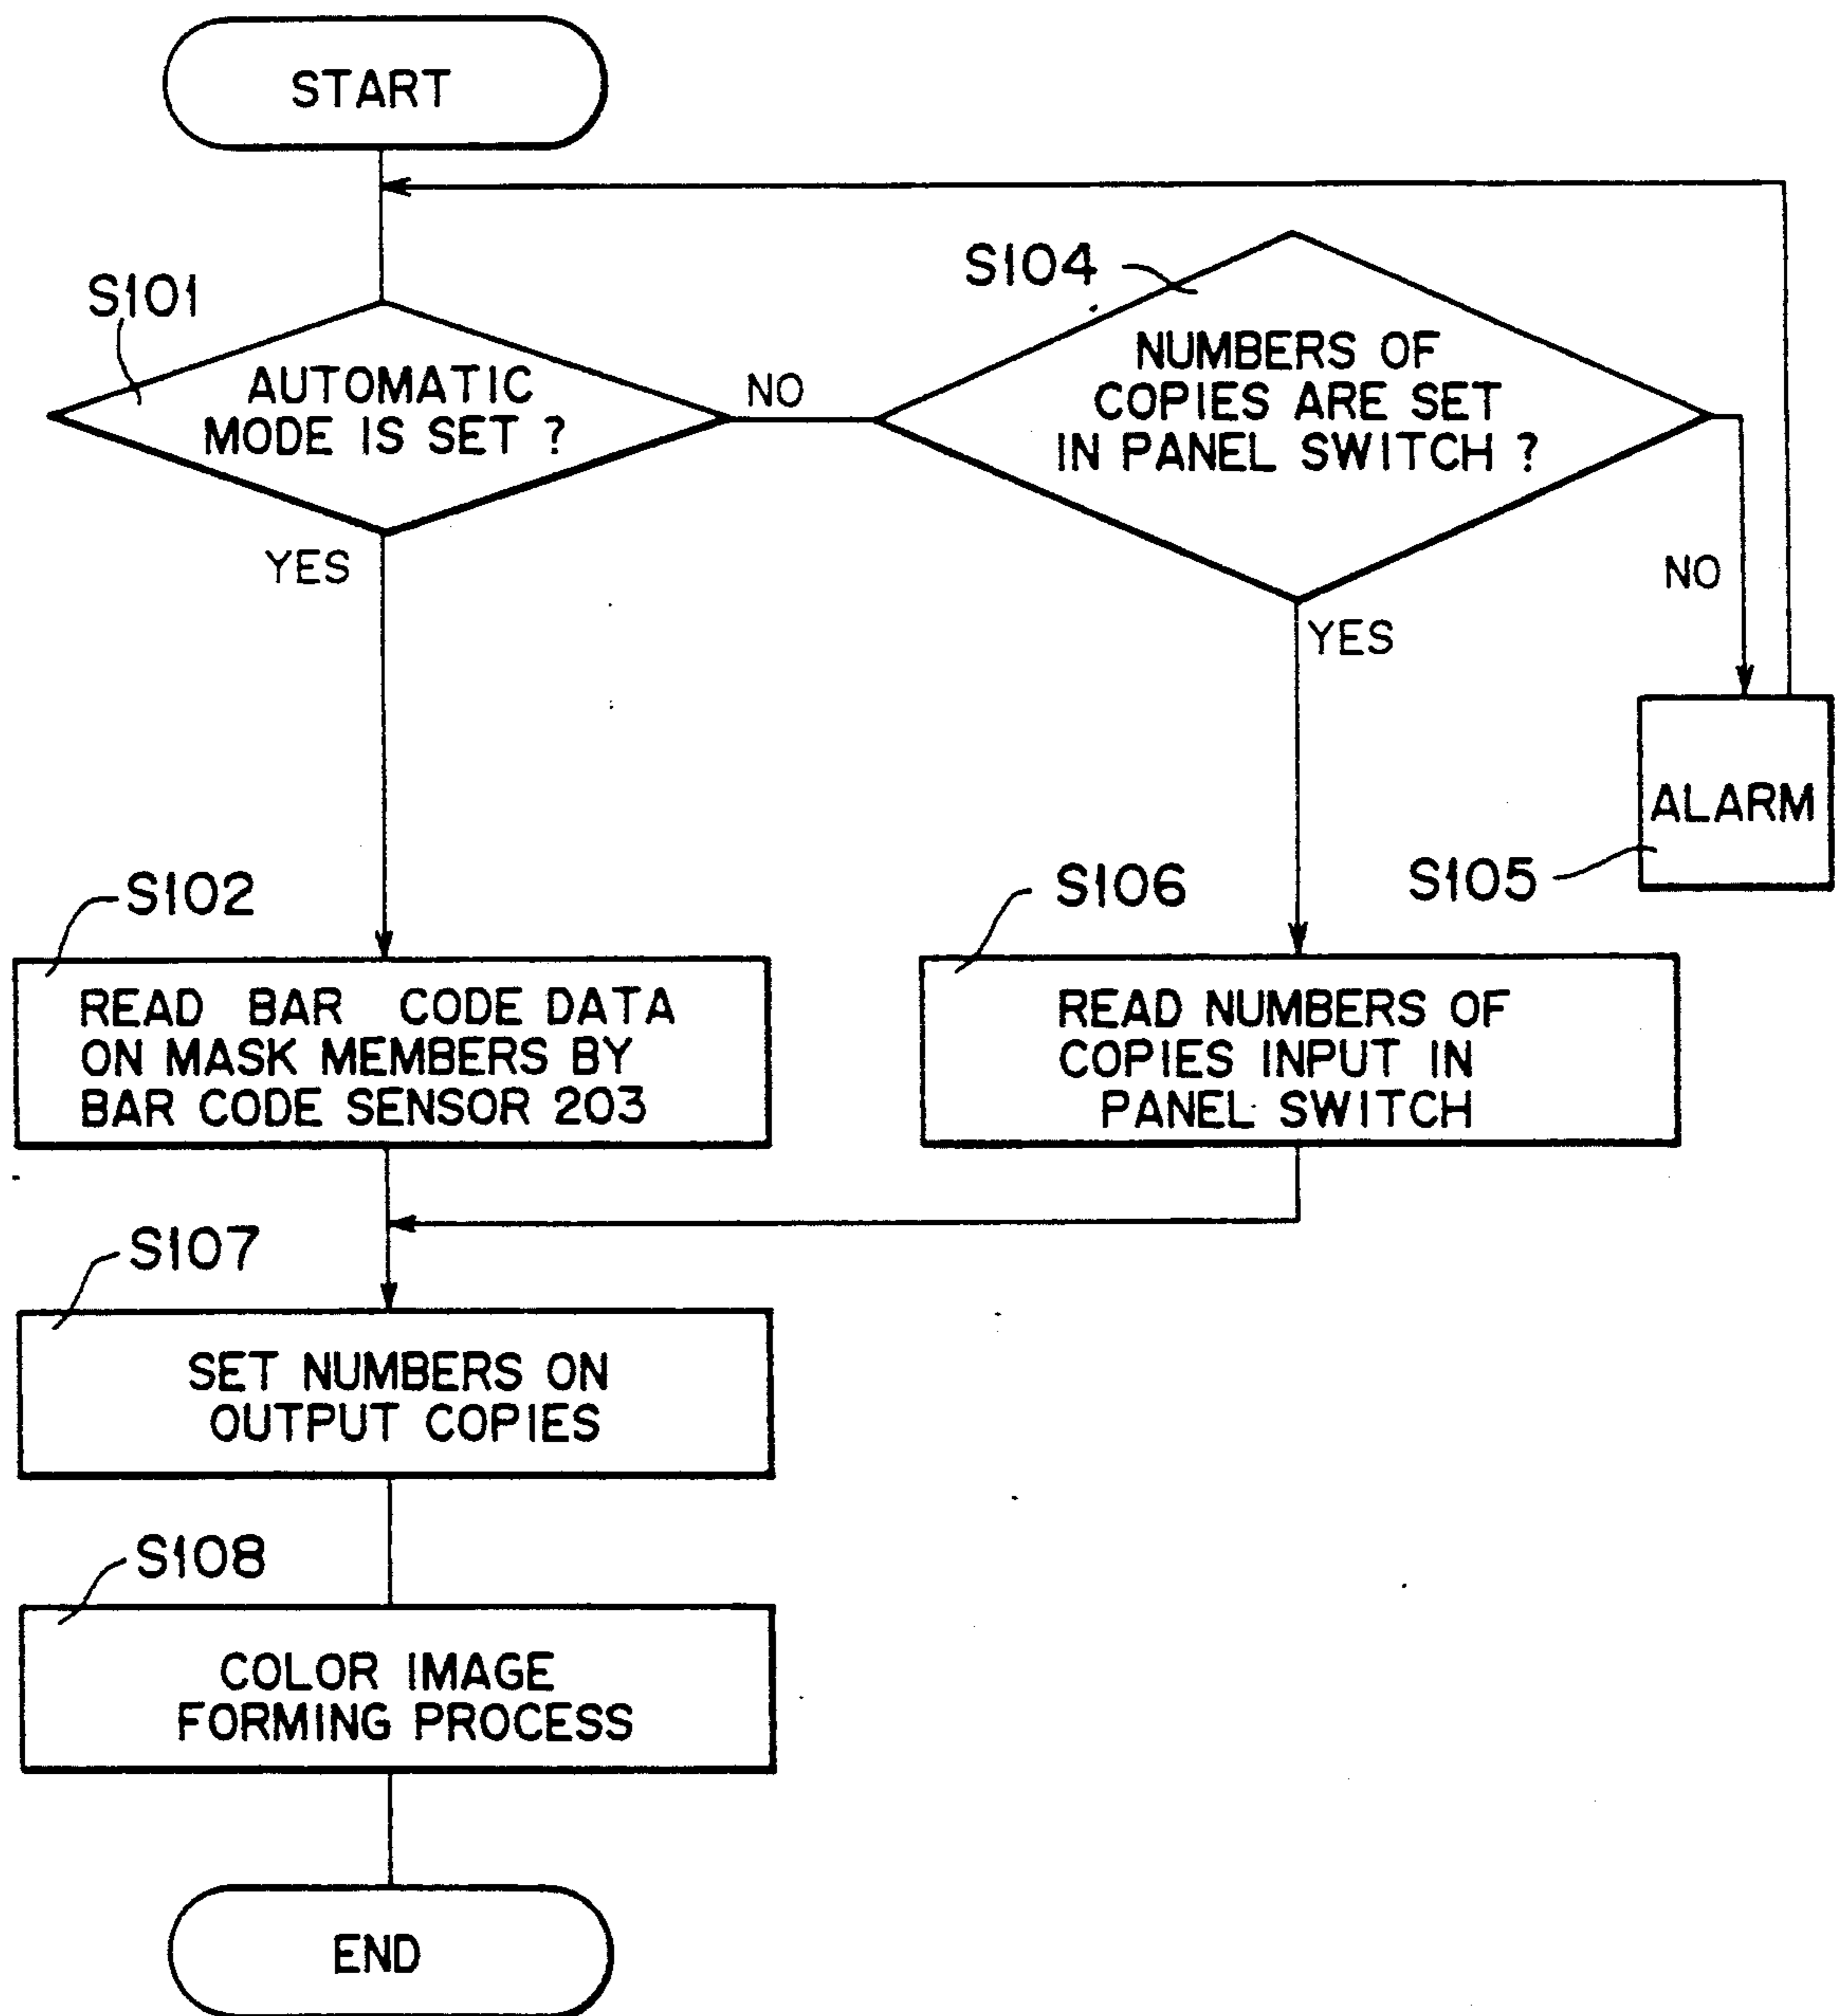 START
S101
AUTOMATIC
MODE IS SET ?
NO
YES
S104
NUMBERS OF
COPIES ARE SET
IN PANEL SWITCH ?
NO
YES
ALARM
S105
S102
READ BAR CODE DATA
ON MASK MEMBERS BY
BAR CODE SENSOR 203
S106
READ NUMBERS OF
COPIES INPUT IN
PANEL SWITCH
S107
SET NUMBERS ON
OUTPUT COPIES
S108
COLOR IMAGE
FORMING PROCESS
END